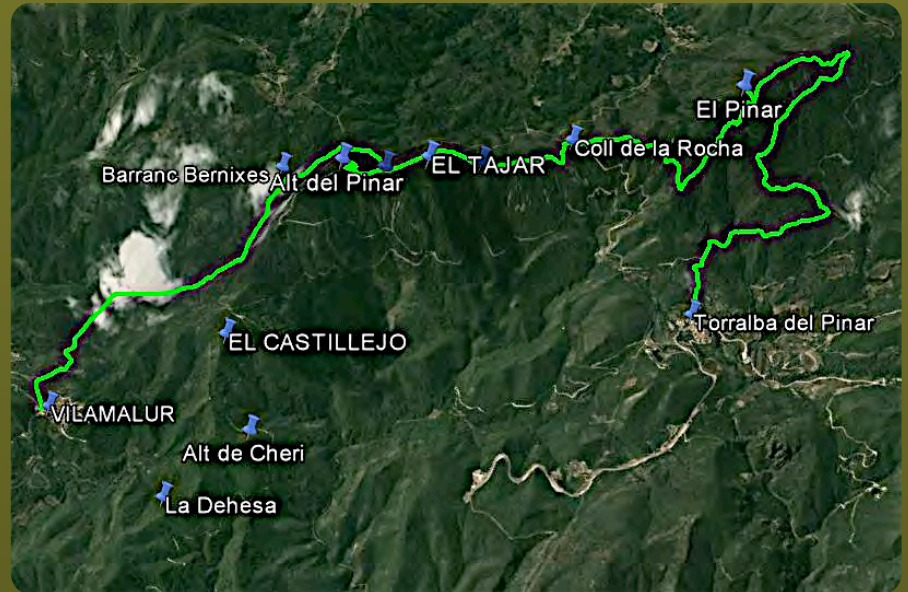 El Pinar
Coll de la Rocha
EL TAJAR
Barranc Bernixes
Alt del Pinar
Torralba del Pinar
EL CASTILLEJO
VILAMALUR
Alt de Cheri
La Dehesa